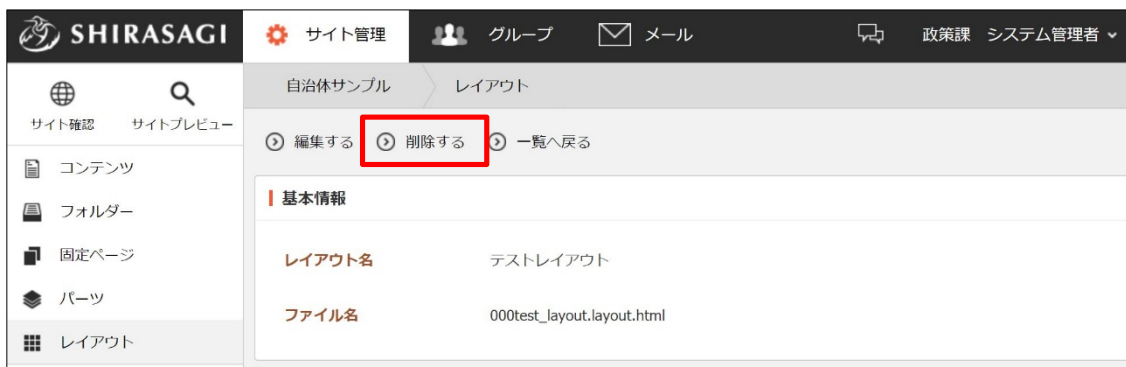 SHIRASAGI サイト管理 グループ メール 政策課 システム管理者
サイト確認 サイトプレビュー
自治体サンプル レイアウト
編集する 削除する 一覧へ戻る
コンテンツ
フォルダー
固定ページ
パーツ
レイアウト
基本情報
レイアウト名 テストレイアウト
ファイル名 000test_layout.layout.html